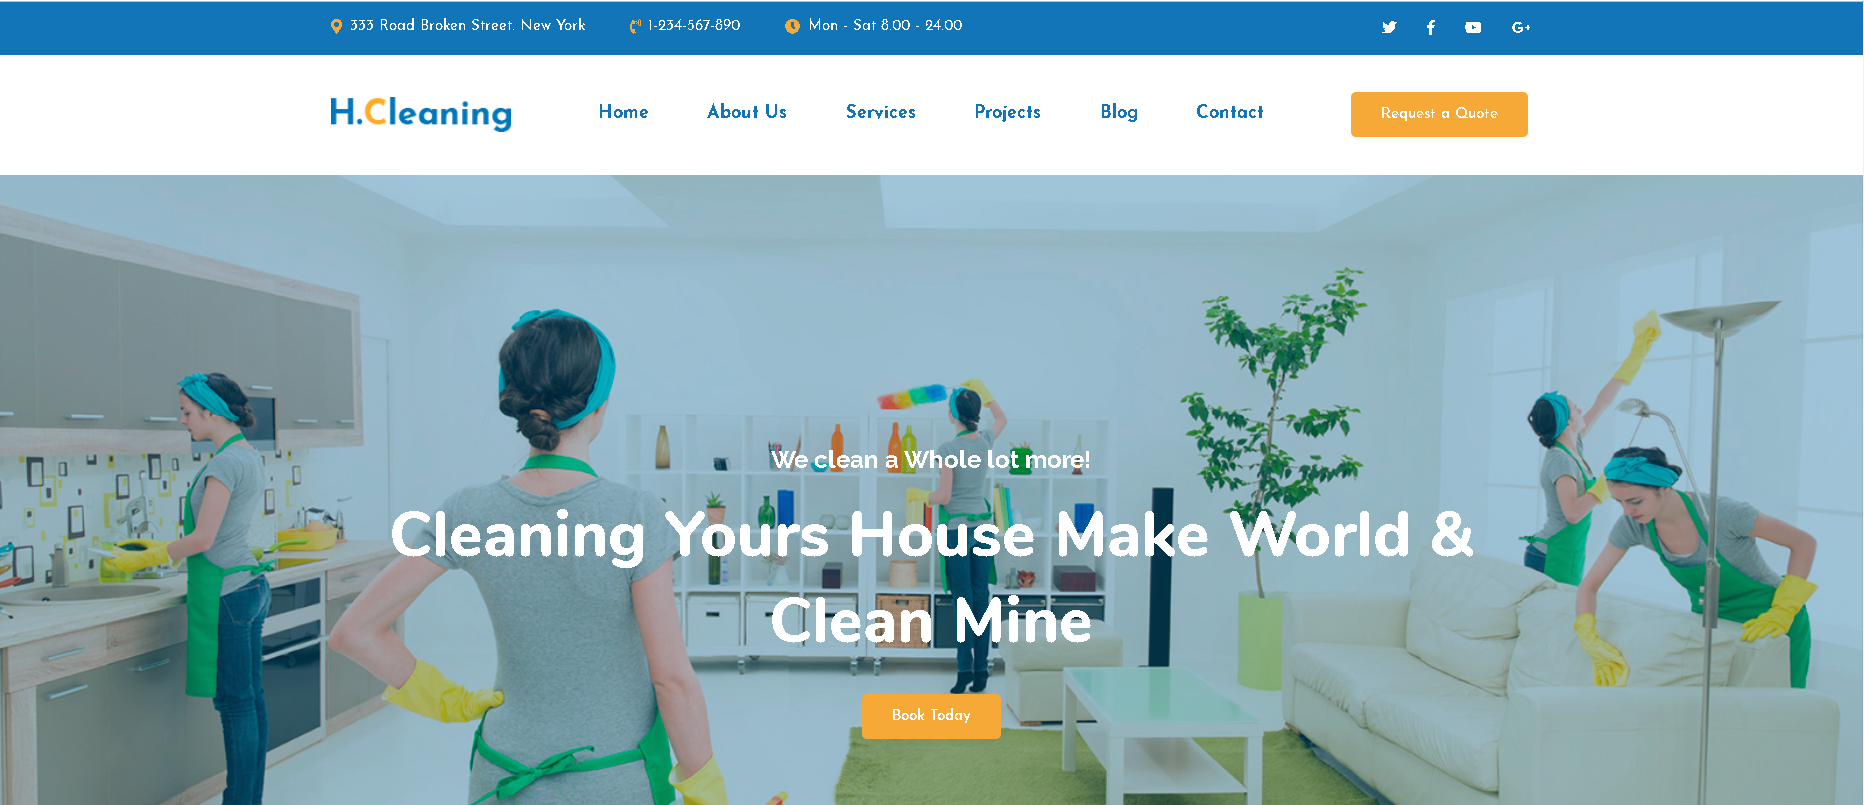 333 Road Broken Street. New York
1-234-567-890
Mon - Sat 8.00 - 24.00
G+
H.Cleaning
Home
About Us
Services
Projects
Blog
Contact
Request a Quote
We clean a Whole lot more!
Cleaning Yours House Make World &
Clean Mine
Book Today